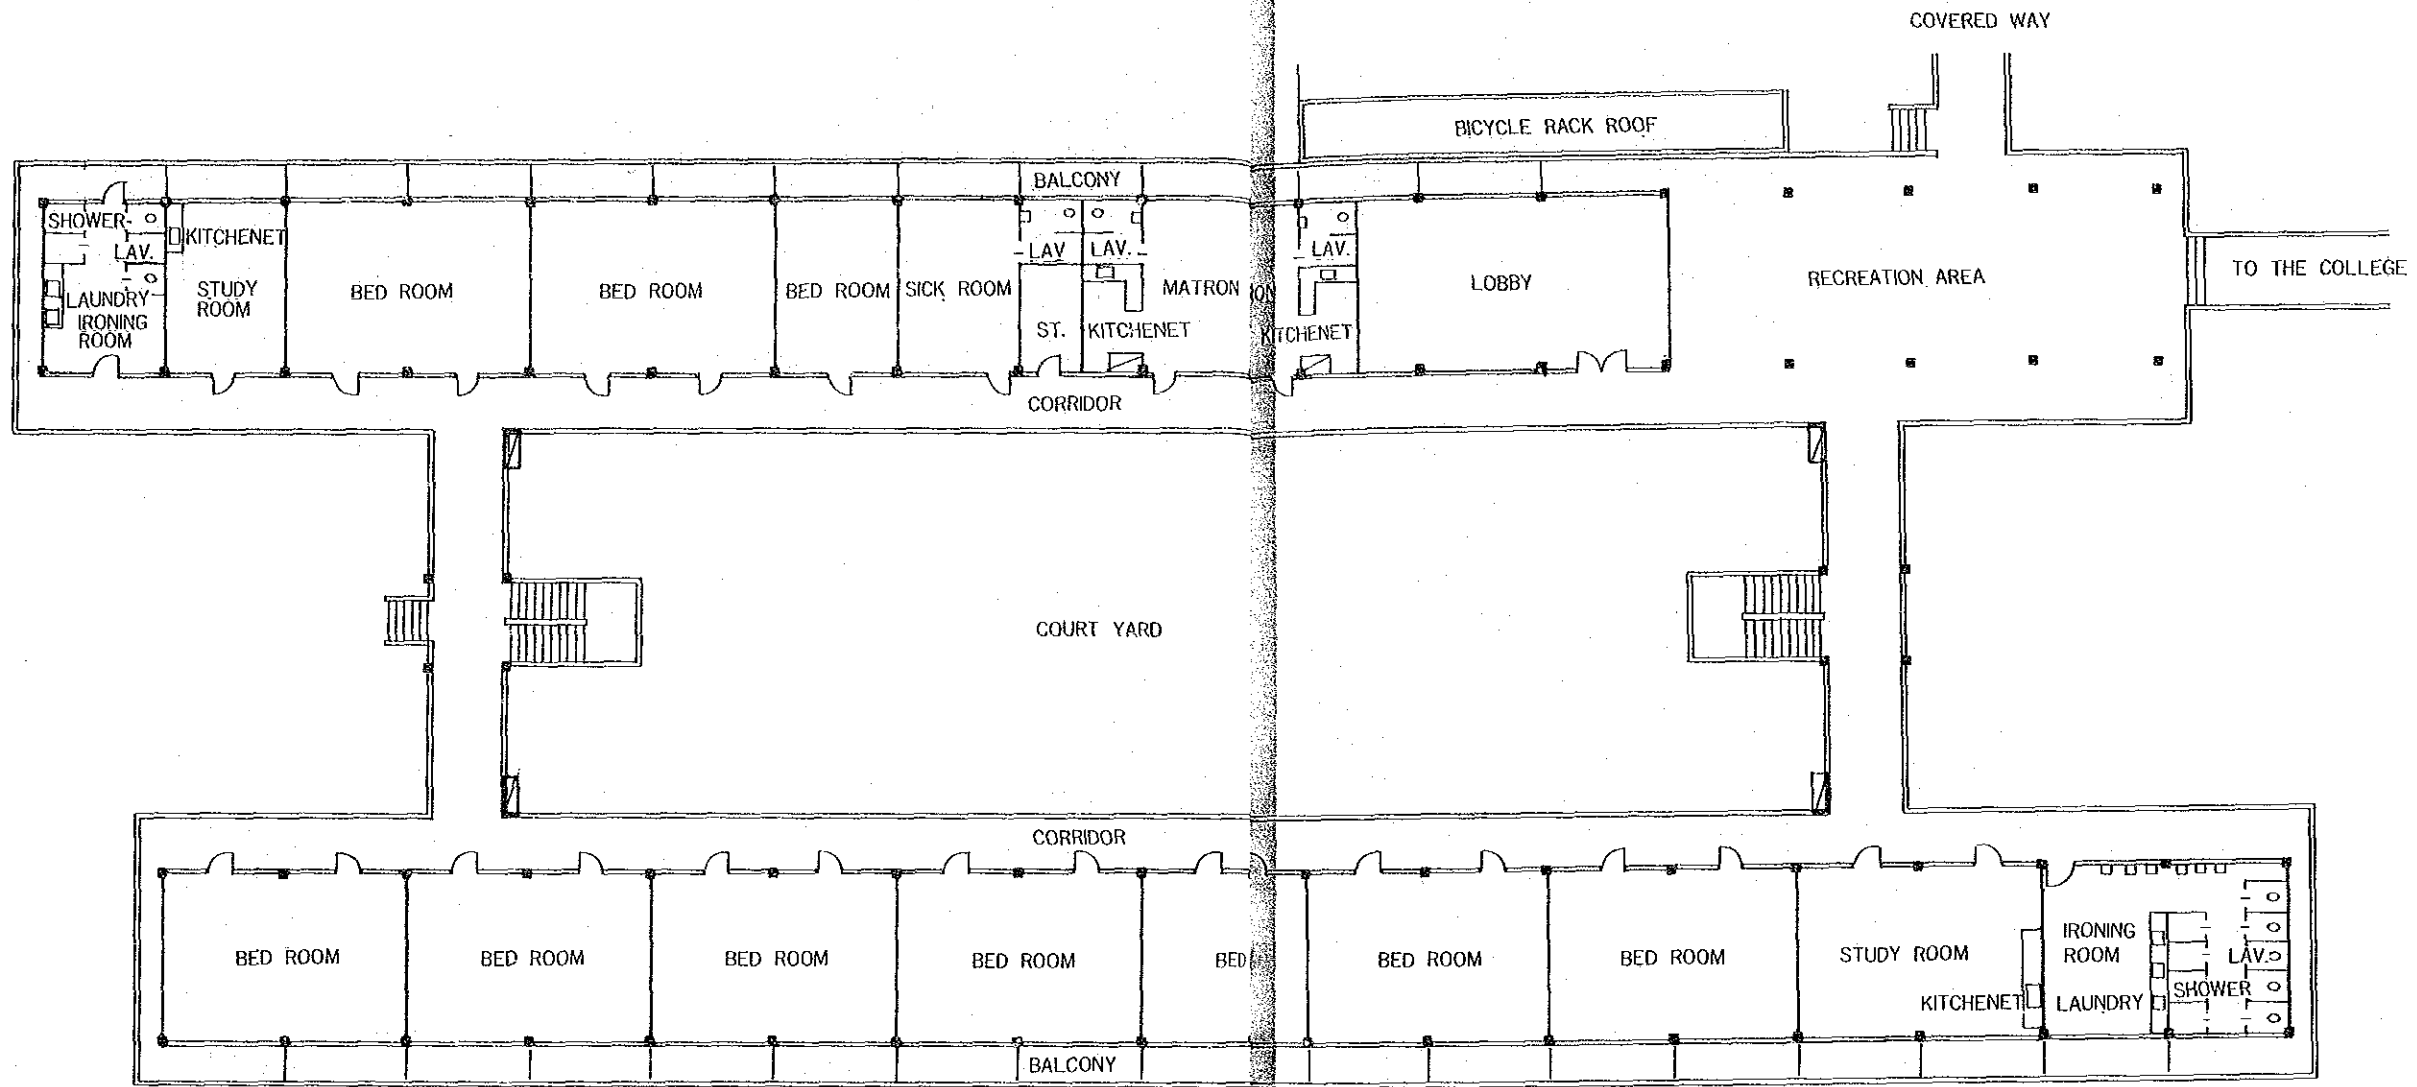 COVERED WAY
BICYCLE RACK ROOF
BALCONY
SHOWER
LAV.
KITCHENET
LAUNDRY
IRONING
ROOM
STUDY
ROOM
BED ROOM
BED ROOM
BED ROOM
SICK ROOM
LAV
LAV.
ST.
KITCHENET
MATRON
ON
LAV.
KITCHENET
LOBBY
RECREATION AREA
TO THE COLLEGE
CORRIDOR
COURT YARD
CORRIDOR
BED ROOM
BED ROOM
BED ROOM
BED ROOM
BED
BED ROOM
BED ROOM
STUDY ROOM
KITCHENET
IRONING
ROOM
LAUNDRY
LAV.
SHOWER
BALCONY